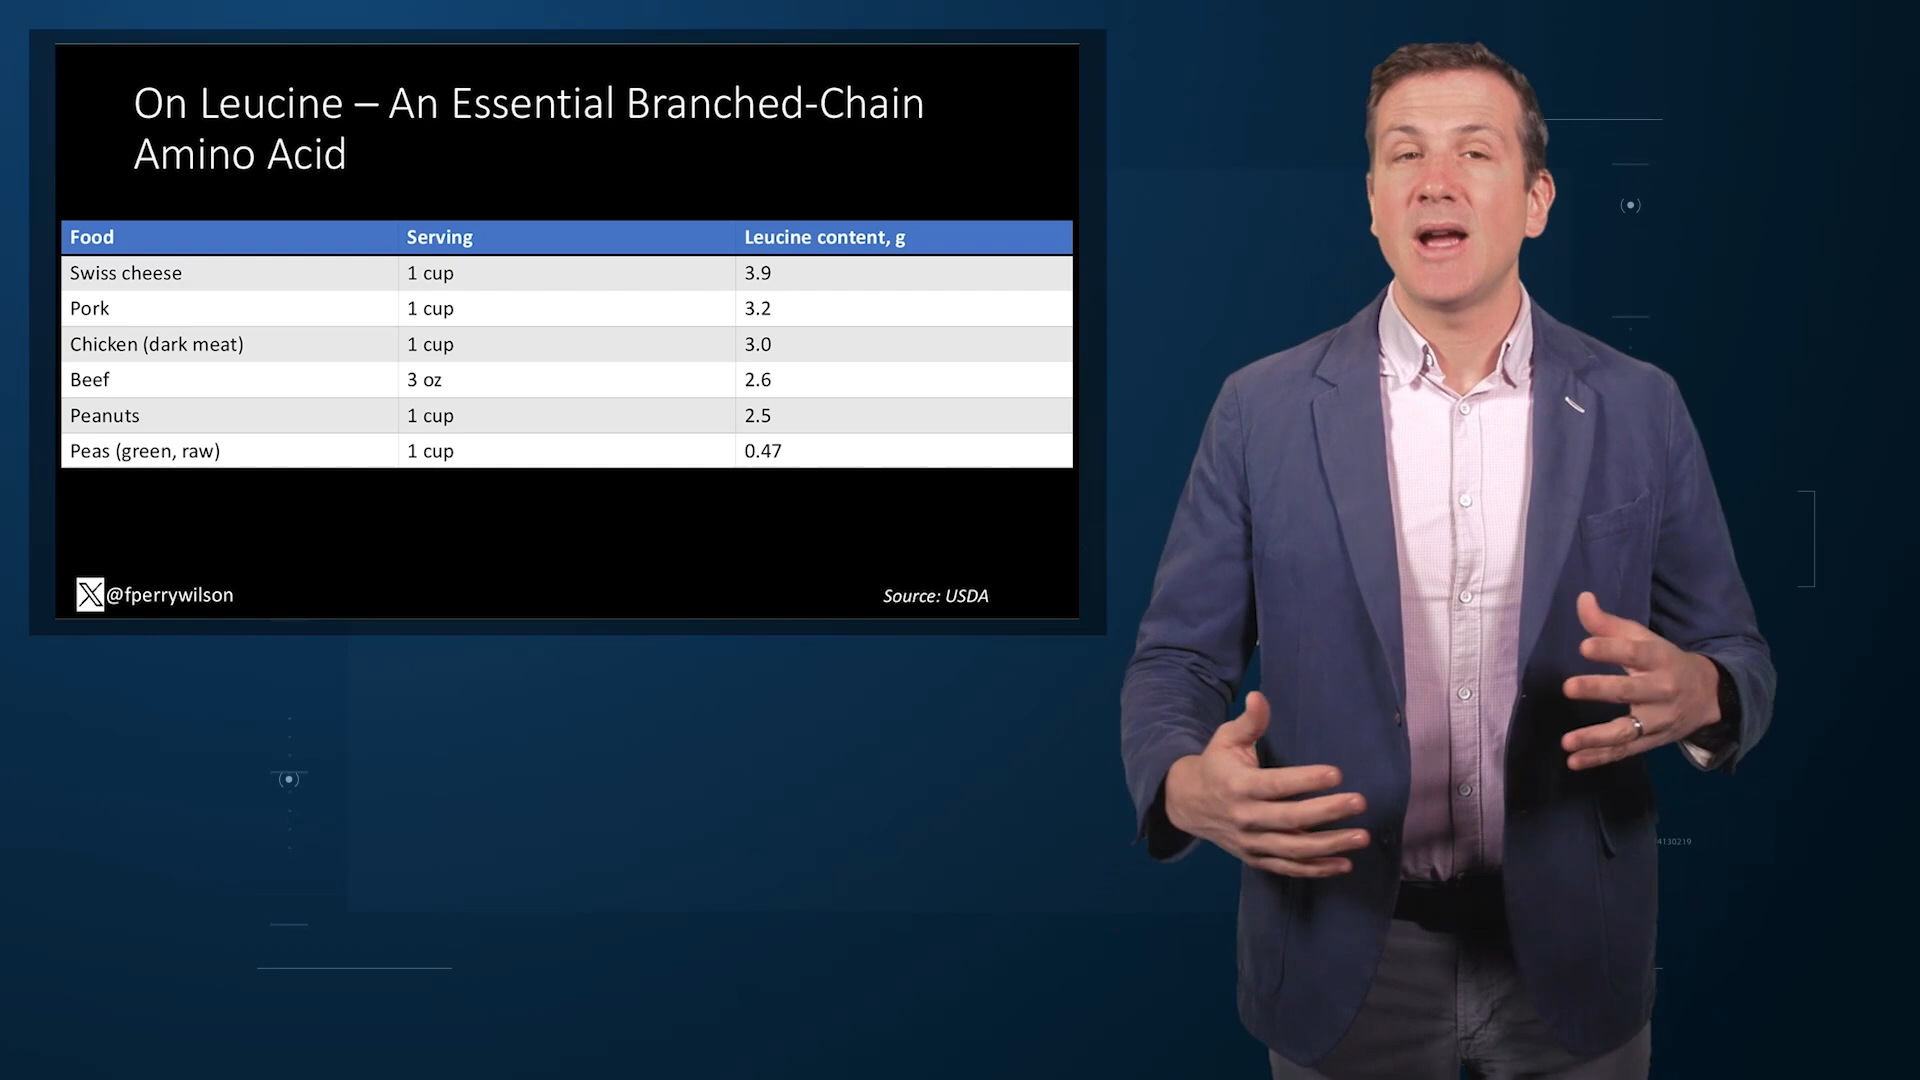 On Leucine – An Essential Branched-Chain
Amino Acid
Food Serving Leucine content, g
Swiss cheese 1 cup 3.9
Pork 1 cup 3.2
Chicken (dark meat) 1 cup 3.0
Beef 3 oz 2.6
Peanuts 1 cup 2.5
Peas (green, raw) 1 cup 0.47
@fperrywilson Source: USDA
4130219